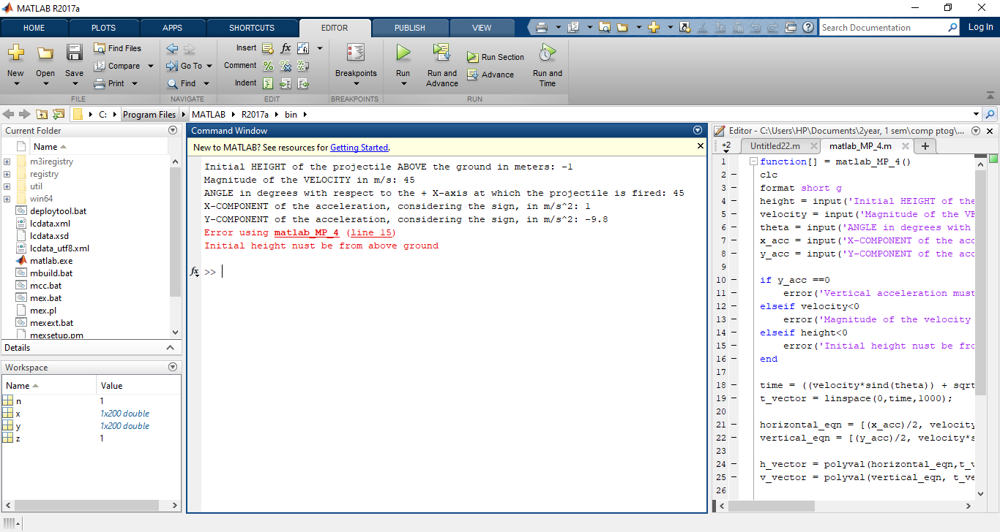 MATLAB R2017a
HOME PLOTS APPS SHORTCUTS EDITOR PUBLISH VIEW Search Documentation Log In
New Open Save Find Files Compare Print
FILE
Go To Find
NAVIGATE
Insert fx
Comment
Indent
EDIT
Breakpoints
BREAKPOINTS
Run Run and Advance Run Section Advance Run and Time
RUN
C: Program Files MATLAB R2017a bin
Current Folder
Name
m3iregistry
registry
util
win64
deploytool.bat
lcdata.xml
lcdata.xsd
lcdata_utf8.xml
matlab.exe
mbuild.bat
mcc.bat
mex.bat
mex.pl
mexext.bat
mexsetup.pm
Details
Workspace
Name Value
n 1
x 1x200 double
y 1x200 double
z 1
Command Window
New to MATLAB? See resources for Getting Started.
Initial HEIGHT of the projectile ABOVE the ground in meters: -1
Magnitude of the VELOCITY in m/s: 45
ANGLE in degrees with respect to the + X-axis at which the projectile is fired: 45
X-COMPONENT of the acceleration, considering the sign, in m/s^2: 1
Y-COMPONENT of the acceleration, considering the sign, in m/s^2: -9.8
Error using matlab_MP_4 (line 15)
Initial height nust be from above ground
fx >>
Editor - C:\Users\HP\Documents\2year, 1 sem\comp ptog\...
+2 Untitled22.m matlab_MP_4.m +
1 function[] = matlab_MP_4()
2 - clc
3 - format short g
4 - height = input('Initial HEIGHT of the
5 - velocity = input('Magnitude of the VE
6 - theta = input('ANGLE in degrees with
7 - x_acc = input('X-COMPONENT of the acc
8 - y_acc = input('Y-COMPONENT of the acc
9
10 - if y_acc ==0
11 - error('Vertical acceleration must
12 - elseif velocity<0
13 - error('Magnitude of the velocity
14 - elseif height<0
15 - error('Initial height nust be fro
16 - end
17
18 - time = ((velocity*sind(theta)) + sqrt
19 - t_vector = linspace(0,time,1000);
20
21 - horizontal_eqn = [(x_acc)/2, velocity
22 - vertical_eqn = [(y_acc)/2, velocity*s
23
24 - h_vector = polyval(horizontal_eqn,t_v
25 - v_vector = polyval(vertical_eqn, t_ve
26